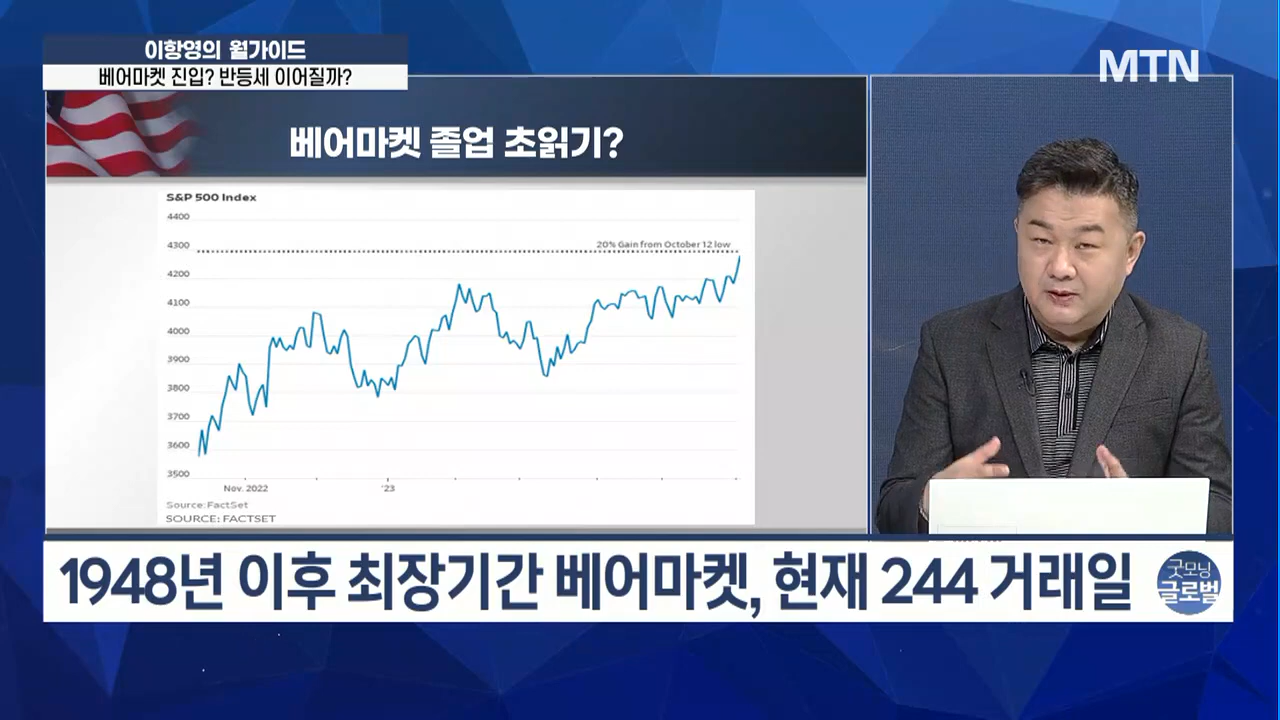 이항영의 월가이드
베어마켓 진입? 반등세 이어질까?
MTN
베어마켓 졸업 초읽기?
S&P 500 Index
4400
4300
20% Gain from October 12 low
4200
4100
4000
3900
3800
3700
3600
3500
Nov. 2022
'23
Source: FactSet
SOURCE: FACTSET
1948년 이후 최장기간 베어마켓, 현재 244 거래일
굿모닝
글로벌